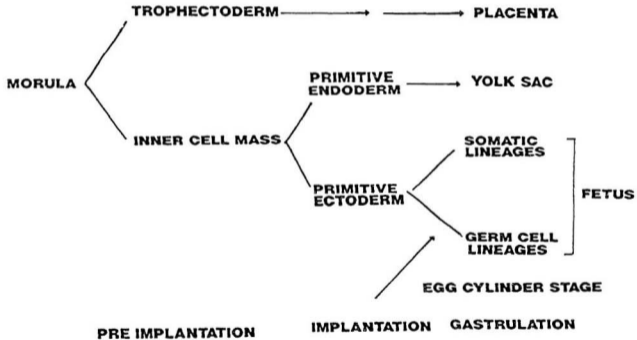 TROPHECTODERM
PLACENTA
MORULA
PRIMITIVE
ENDODERM
YOLK SAC
INNER CELL MASS
SOMATIC
LINEAGES
PRIMITIVE
ECTODERM
FETUS
GERM CELL
LINEAGES
EGG CYLINDER STAGE
PRE IMPLANTATION
IMPLANTATION
GASTRULATION